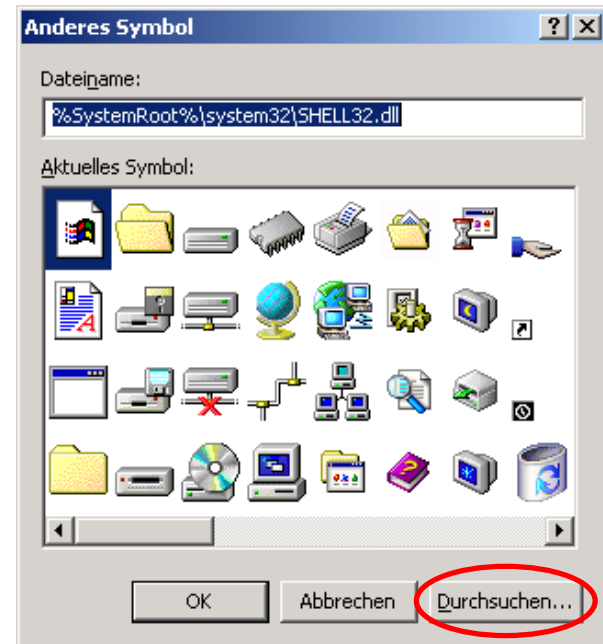 Anderes Symbol
Dateiname:
%SystemRoot%\system32\SHELL32.dll
Aktuelles Symbol:
OK Abbrechen Durchsuchen...